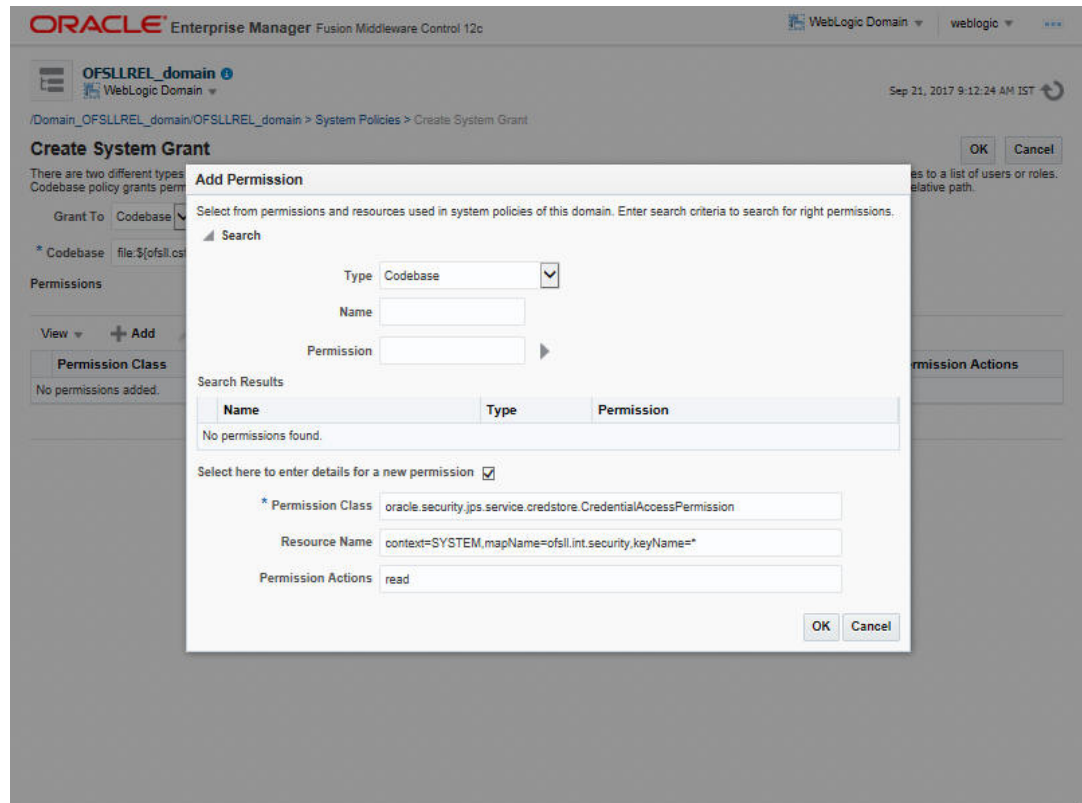 ORACLE Enterprise Manager Fusion Middleware Control 12c
WebLogic Domain
weblogic
OFSLLREL_domain
WebLogic Domain
Sep 21, 2017 9:12:24 AM IST
/Domain_OFSLLREL_domain/OFSLLREL_domain > System Policies > Create System Grant
Create System Grant
OK Cancel
There are two different types
es to a list of users or roles.
Codebase policy grants perm
elative path.
Grant To Codebase
* Codebase file:${ofsll.csf
Permissions
View Add
Permission Class
rmission Actions
No permissions added.
Add Permission
Select from permissions and resources used in system policies of this domain. Enter search criteria to search for right permissions.
Search
Type Codebase
Name
Permission
Search Results
Name Type Permission
No permissions found.
Select here to enter details for a new permission
* Permission Class oracle.security.jps.service.credstore.CredentialAccessPermission
Resource Name context=SYSTEM,mapName=ofsll.int.security,keyName=*
Permission Actions read
OK Cancel